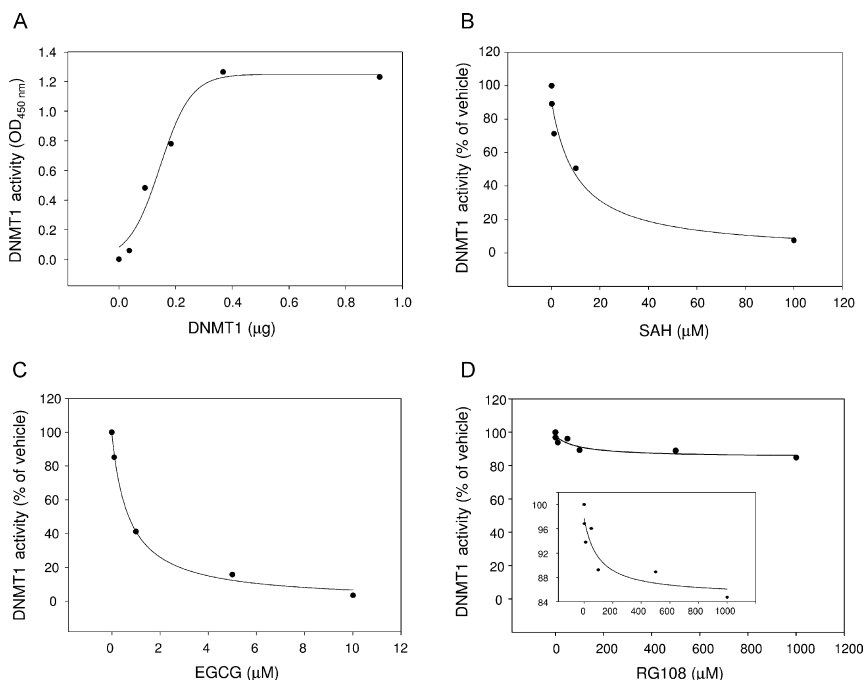 A
DNMT1 activity (OD450 nm)
1.4
1.2
1.0
0.8
0.6
0.4
0.2
0.0
0.0 0.2 0.4 0.6 0.8 1.0
DNMT1 (μg)
B
DNMT1 activity (% of vehicle)
120
100
80
60
40
20
0
0 20 40 60 80 100 120
SAH (μM)
C
DNMT1 activity (% of vehicle)
120
100
80
60
40
20
0
0 2 4 6 8 10 12
EGCG (μM)
D
DNMT1 activity (% of vehicle)
120
100
80
60
40
20
0
100
96
92
88
84
0 200 400 600 800 1000
0 200 400 600 800 1000 1200
RG108 (μM)